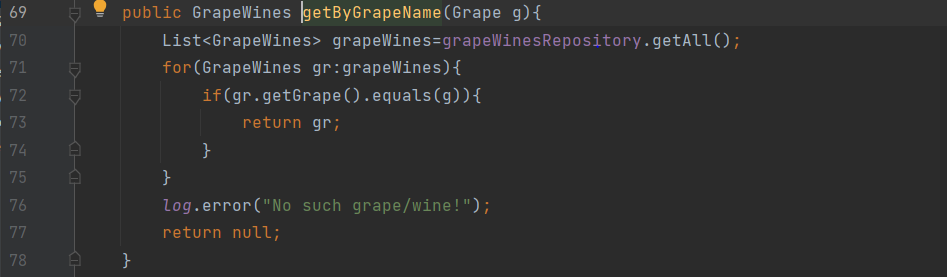 69 public GrapeWines getByGrapeName(Grape g){
70 List<GrapeWines> grapeWines=grapeWinesRepository.getAll();
71 for(GrapeWines gr:grapeWines){
72 if(gr.getGrape().equals(g)){
73 return gr;
74 }
75 }
76 log.error("No such grape/wine!");
77 return null;
78 }